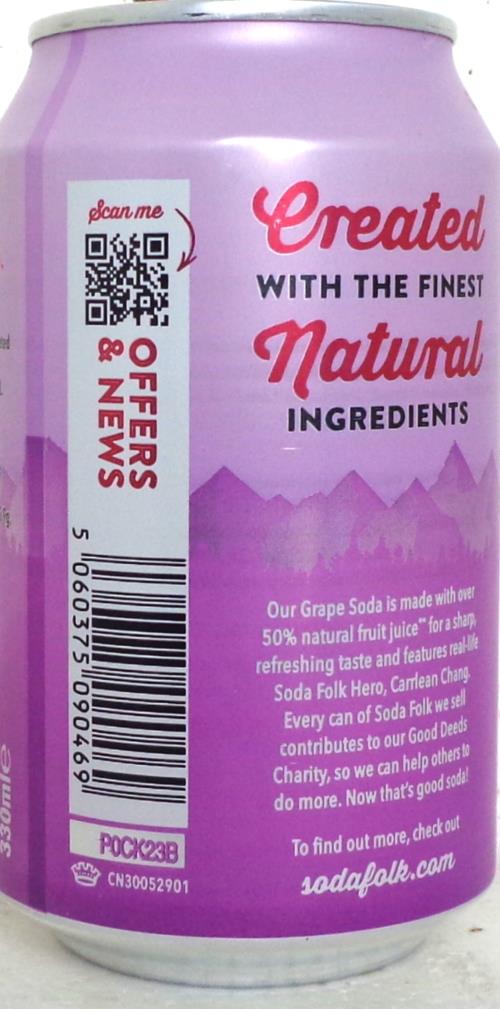 Scan me
OFFERS
& NEWS
5 060375 090469
POCK23B
CN30052901
330ml e
Created
WITH THE FINEST
Natural
INGREDIENTS
Our Grape Soda is made with over
50% natural fruit juice** for a sharp,
refreshing taste and features real-life
Soda Folk Hero, Carrlean Chang.
Every can of Soda Folk we sell
contributes to our Good Deeds
Charity, so we can help others to
do more. Now that's good soda!
To find out more, check out
sodafolk.com